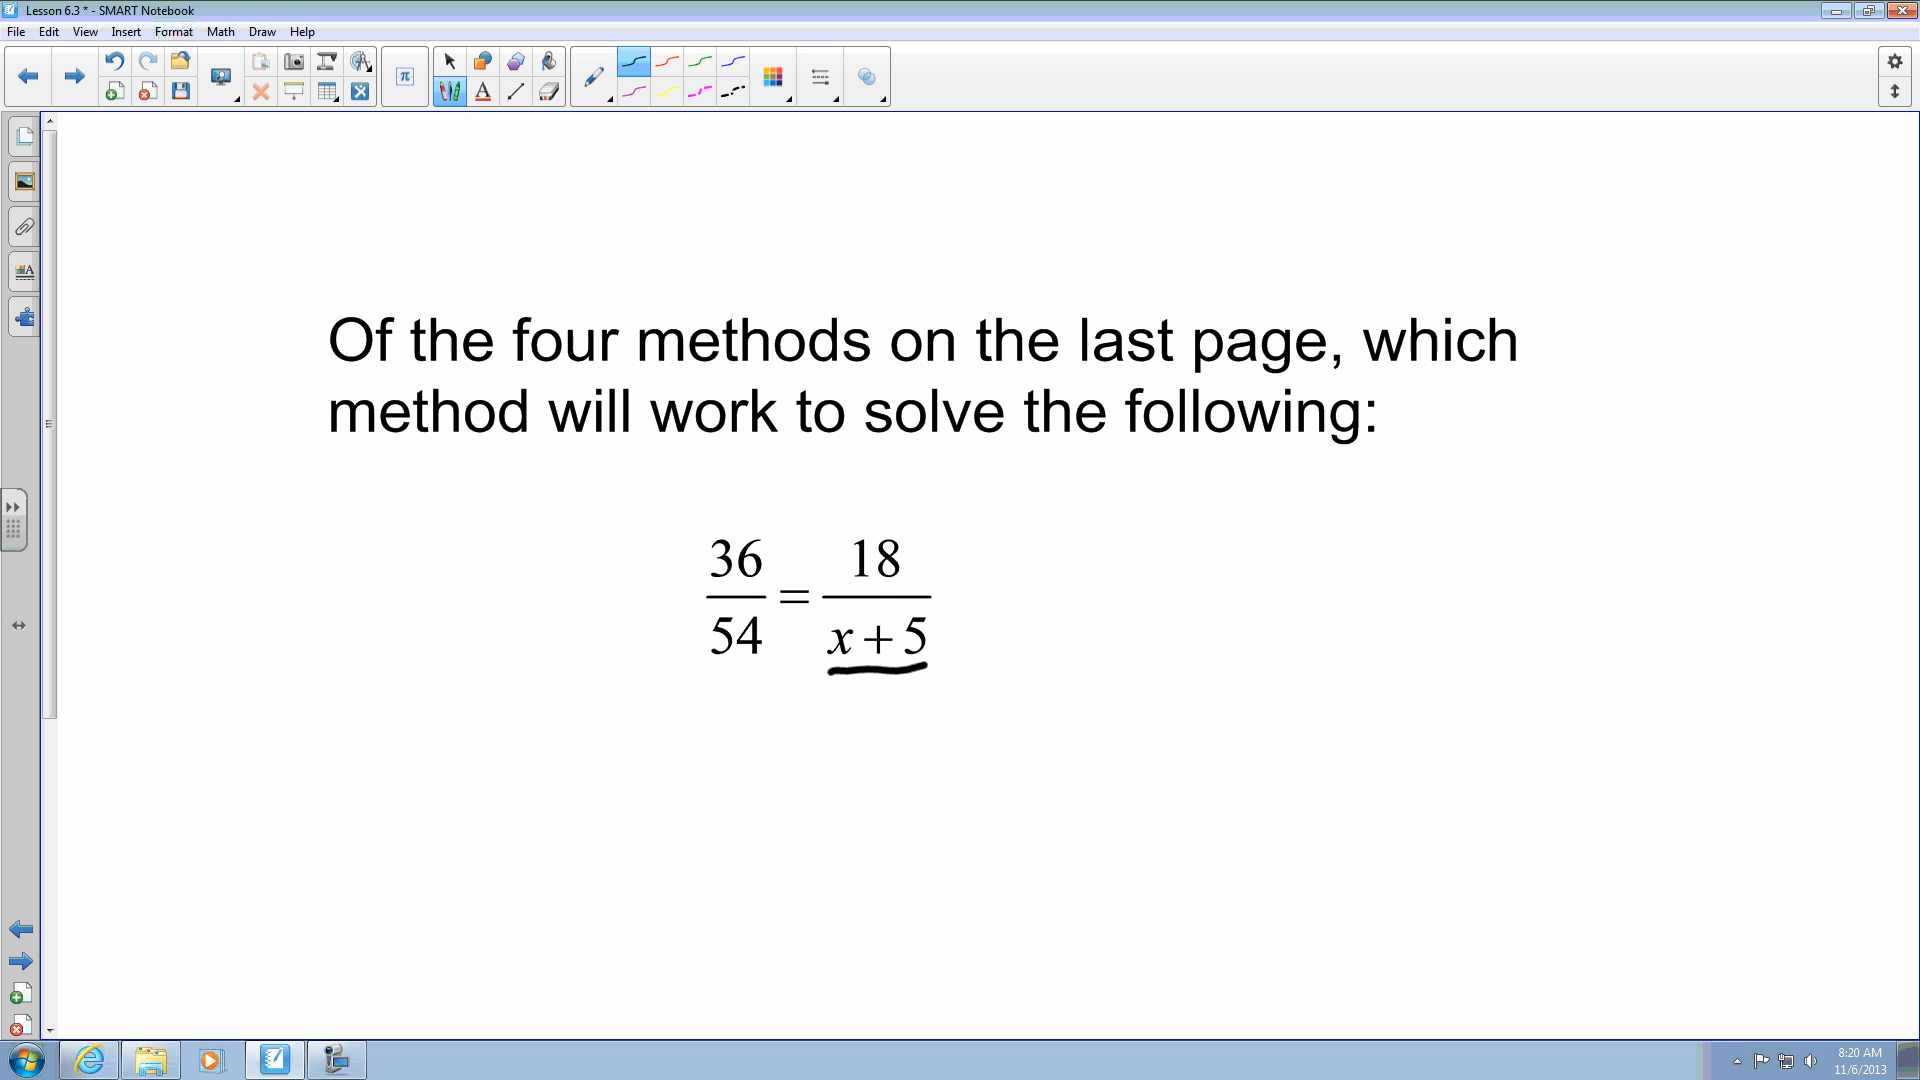 Lesson 6.3 * - SMART Notebook
File Edit View Insert Format Math Draw Help
π
A
A
Of the four methods on the last page, which
method will work to solve the following:
36 18
— = —
54 x + 5
8:20 AM
11/6/2013